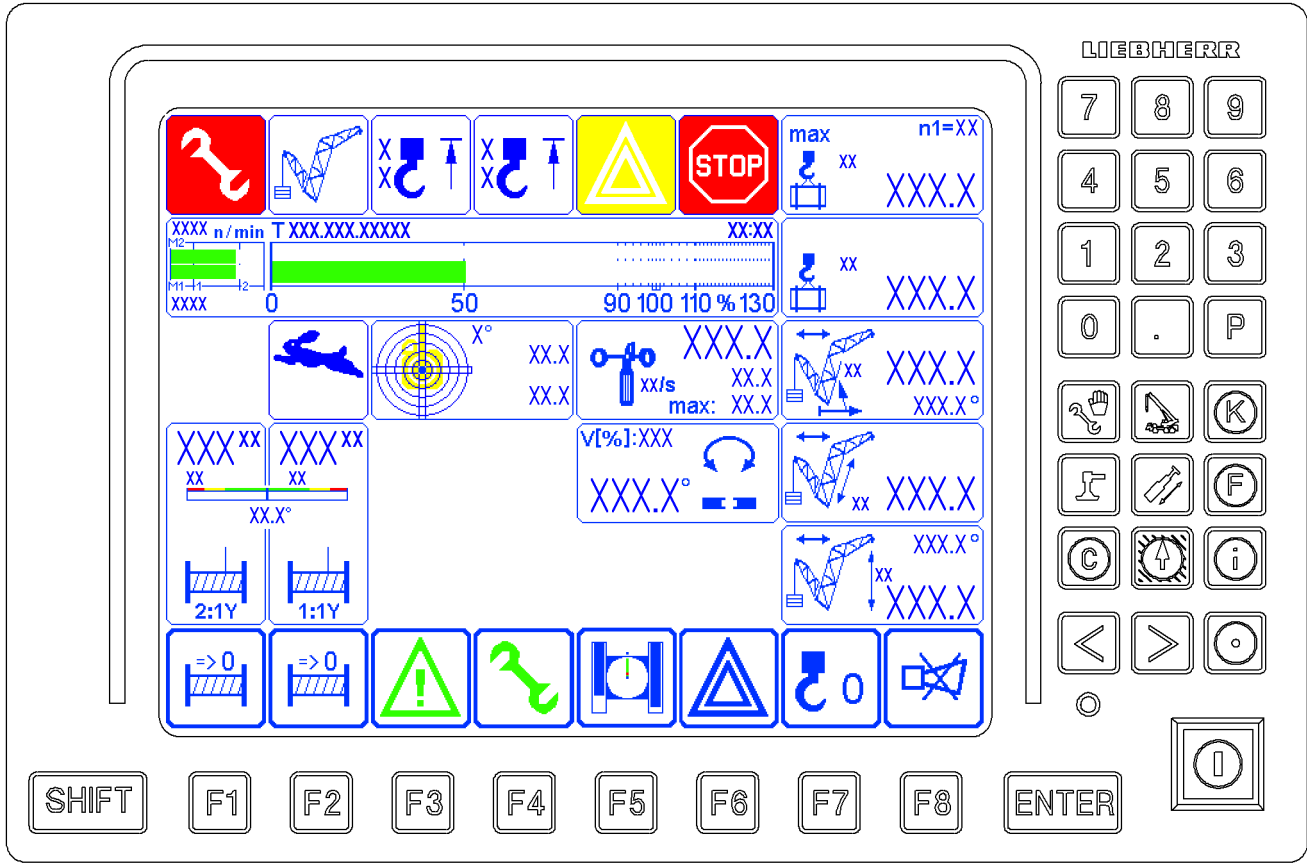 LIEBHERR
7 8 9
4 5 6
1 2 3
0 . P
K
F
C i
< >
X
X
X
X
STOP
max
n1=XX
XX
XXX.X
XXXX n/min
T XXX.XXX.XXXXX
XX:XX
M2
M1 1 2
XXXX
0 50 90 100 110 % 130
XX
XXX.X
X°
XX.X
XX.X
XXX.X
XX/s
XX.X
max: XX.X
XX
XXX.X
XXX.X°
XXX XX
XXX XX
XX XX
XX.X°
V[%]:XXX
XXX.X°
XX
XXX.X
2:1Y
1:1Y
XXX.X°
XX
XXX.X
=> 0
=> 0
!
0
SHIFT F1 F2 F3 F4 F5 F6 F7 F8 ENTER
I